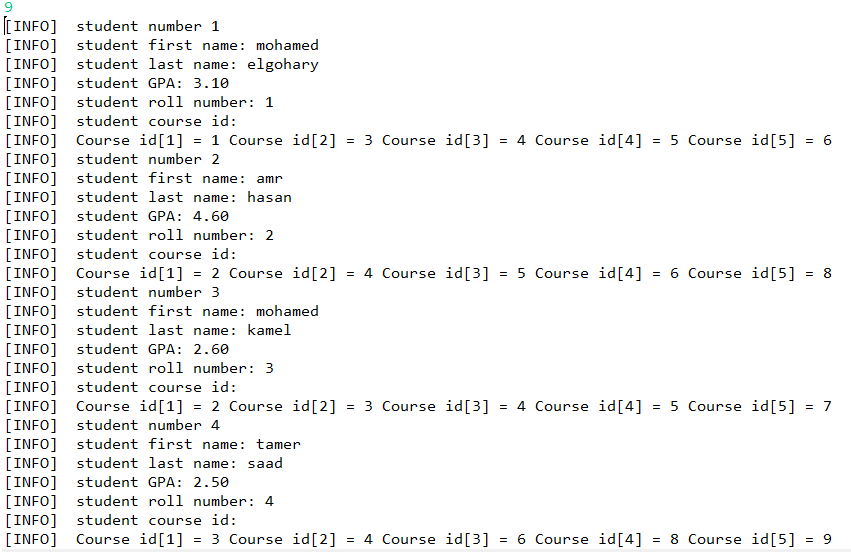 9
[INFO]  student number 1
[INFO]  student first name: mohamed
[INFO]  student last name: elgohary
[INFO]  student GPA: 3.10
[INFO]  student roll number: 1
[INFO]  student course id:
[INFO]  Course id[1] = 1 Course id[2] = 3 Course id[3] = 4 Course id[4] = 5 Course id[5] = 6
[INFO]  student number 2
[INFO]  student first name: amr
[INFO]  student last name: hasan
[INFO]  student GPA: 4.60
[INFO]  student roll number: 2
[INFO]  student course id:
[INFO]  Course id[1] = 2 Course id[2] = 4 Course id[3] = 5 Course id[4] = 6 Course id[5] = 8
[INFO]  student number 3
[INFO]  student first name: mohamed
[INFO]  student last name: kamel
[INFO]  student GPA: 2.60
[INFO]  student roll number: 3
[INFO]  student course id:
[INFO]  Course id[1] = 2 Course id[2] = 3 Course id[3] = 4 Course id[4] = 5 Course id[5] = 7
[INFO]  student number 4
[INFO]  student first name: tamer
[INFO]  student last name: saad
[INFO]  student GPA: 2.50
[INFO]  student roll number: 4
[INFO]  student course id:
[INFO]  Course id[1] = 3 Course id[2] = 4 Course id[3] = 6 Course id[4] = 8 Course id[5] = 9